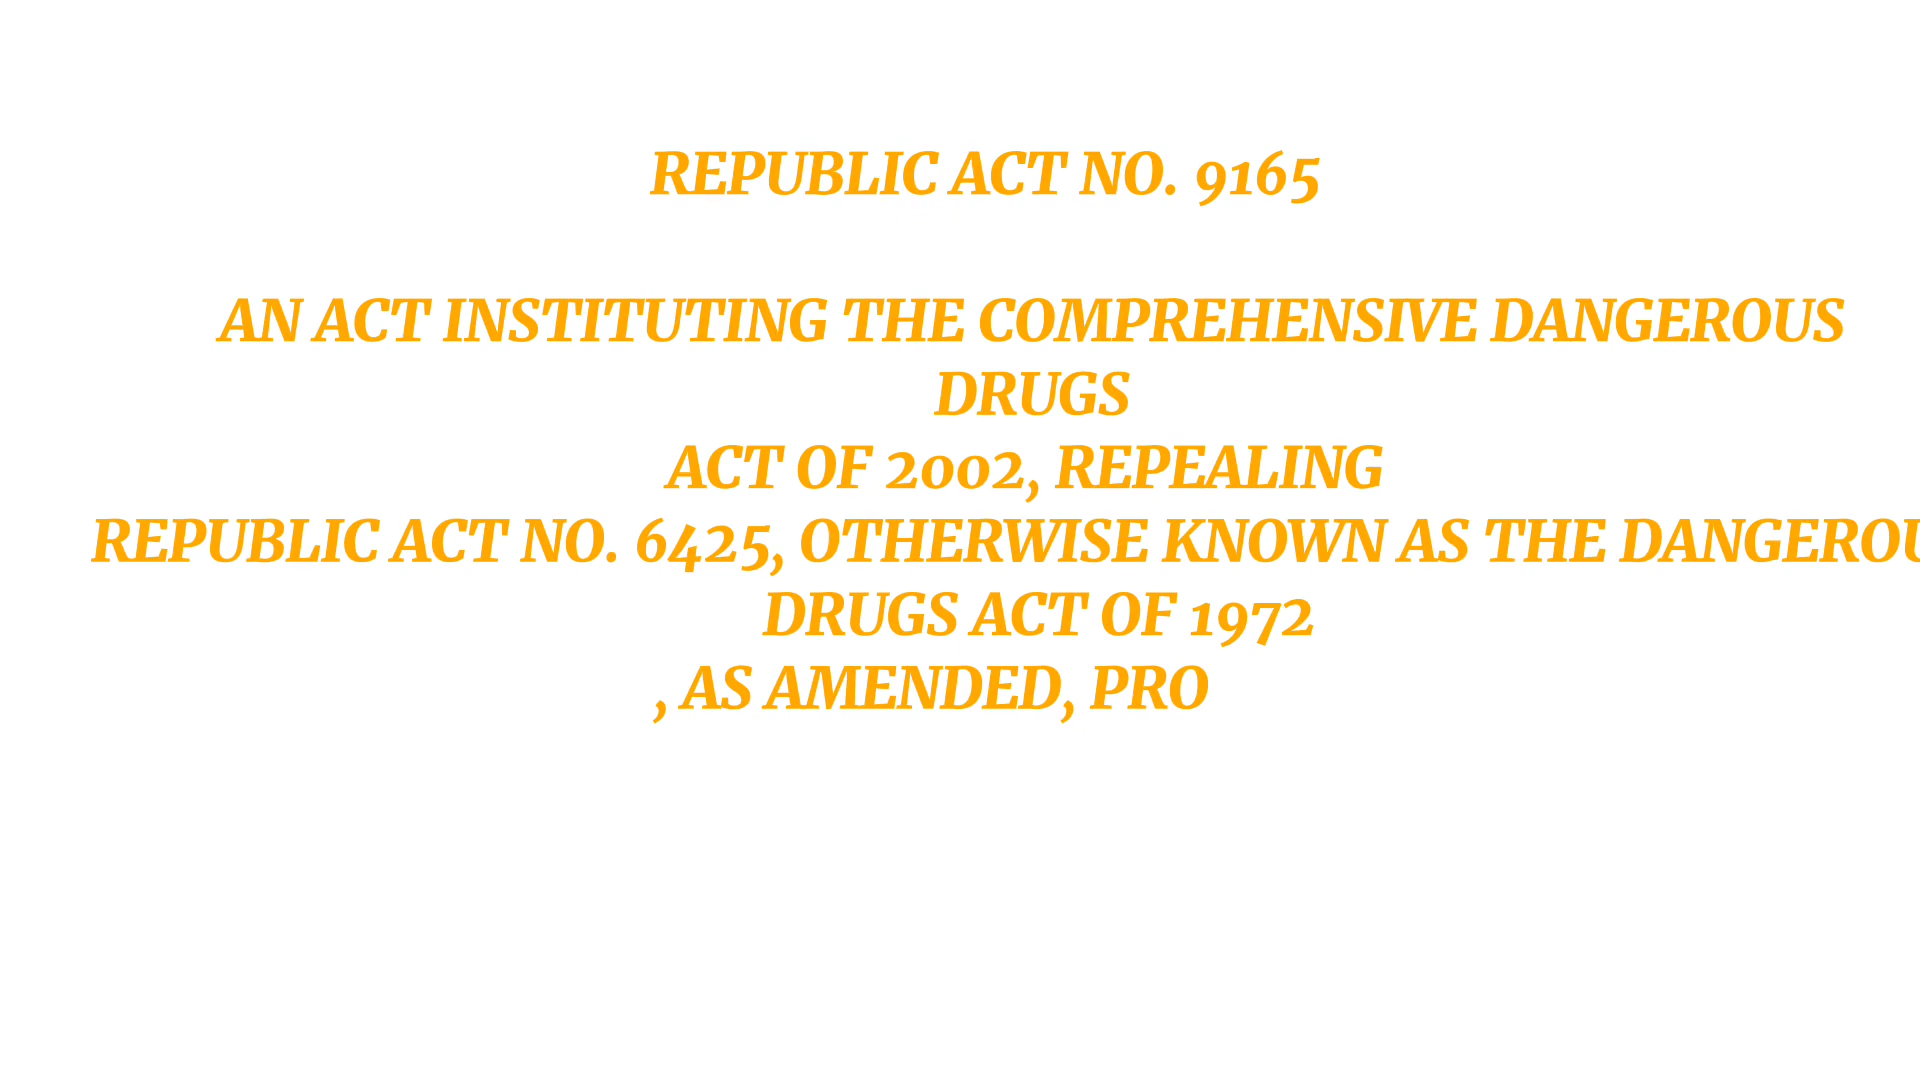 REPUBLIC ACT NO. 9165
AN ACT INSTITUTING THE COMPREHENSIVE DANGEROUS
DRUGS
ACT OF 2002, REPEALING
REPUBLIC ACT NO. 6425, OTHERWISE KNOWN AS THE DANGEROU
DRUGS ACT OF 1972
, AS AMENDED, PRO